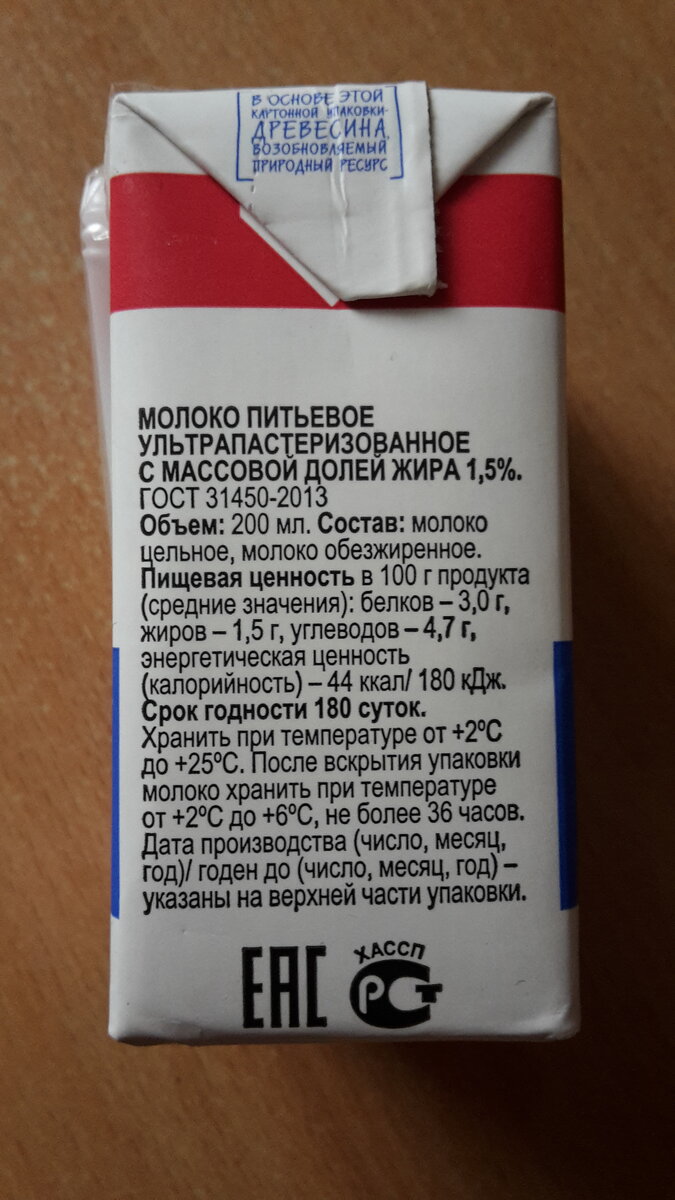 В ОСНОВЕ ЭТОЙ
КАРТОННОЙ УПАКОВКИ-
ДРЕВЕСИНА,
ВОЗОБНОВЛЯЕМЫЙ
ПРИРОДНЫЙ РЕСУРС
МОЛОКО ПИТЬЕВОЕ
УЛЬТРАПАСТЕРИЗОВАННОЕ
С МАССОВОЙ ДОЛЕЙ ЖИРА 1,5%.
ГОСТ 31450-2013
Объем: 200 мл. Состав: молоко
цельное, молоко обезжиренное.
Пищевая ценность в 100 г продукта
(средние значения): белков – 3,0 г,
жиров – 1,5 г, углеводов – 4,7 г,
энергетическая ценность
(калорийность) – 44 ккал/ 180 кДж.
Срок годности 180 суток.
Хранить при температуре от +2ºС
до +25ºС. После вскрытия упаковки
молоко хранить при температуре
от +2ºС до +6ºС, не более 36 часов.
Дата производства (число, месяц,
год)/ годен до (число, месяц, год) –
указаны на верхней части упаковки.
ХАССП
ЕАС РСТ